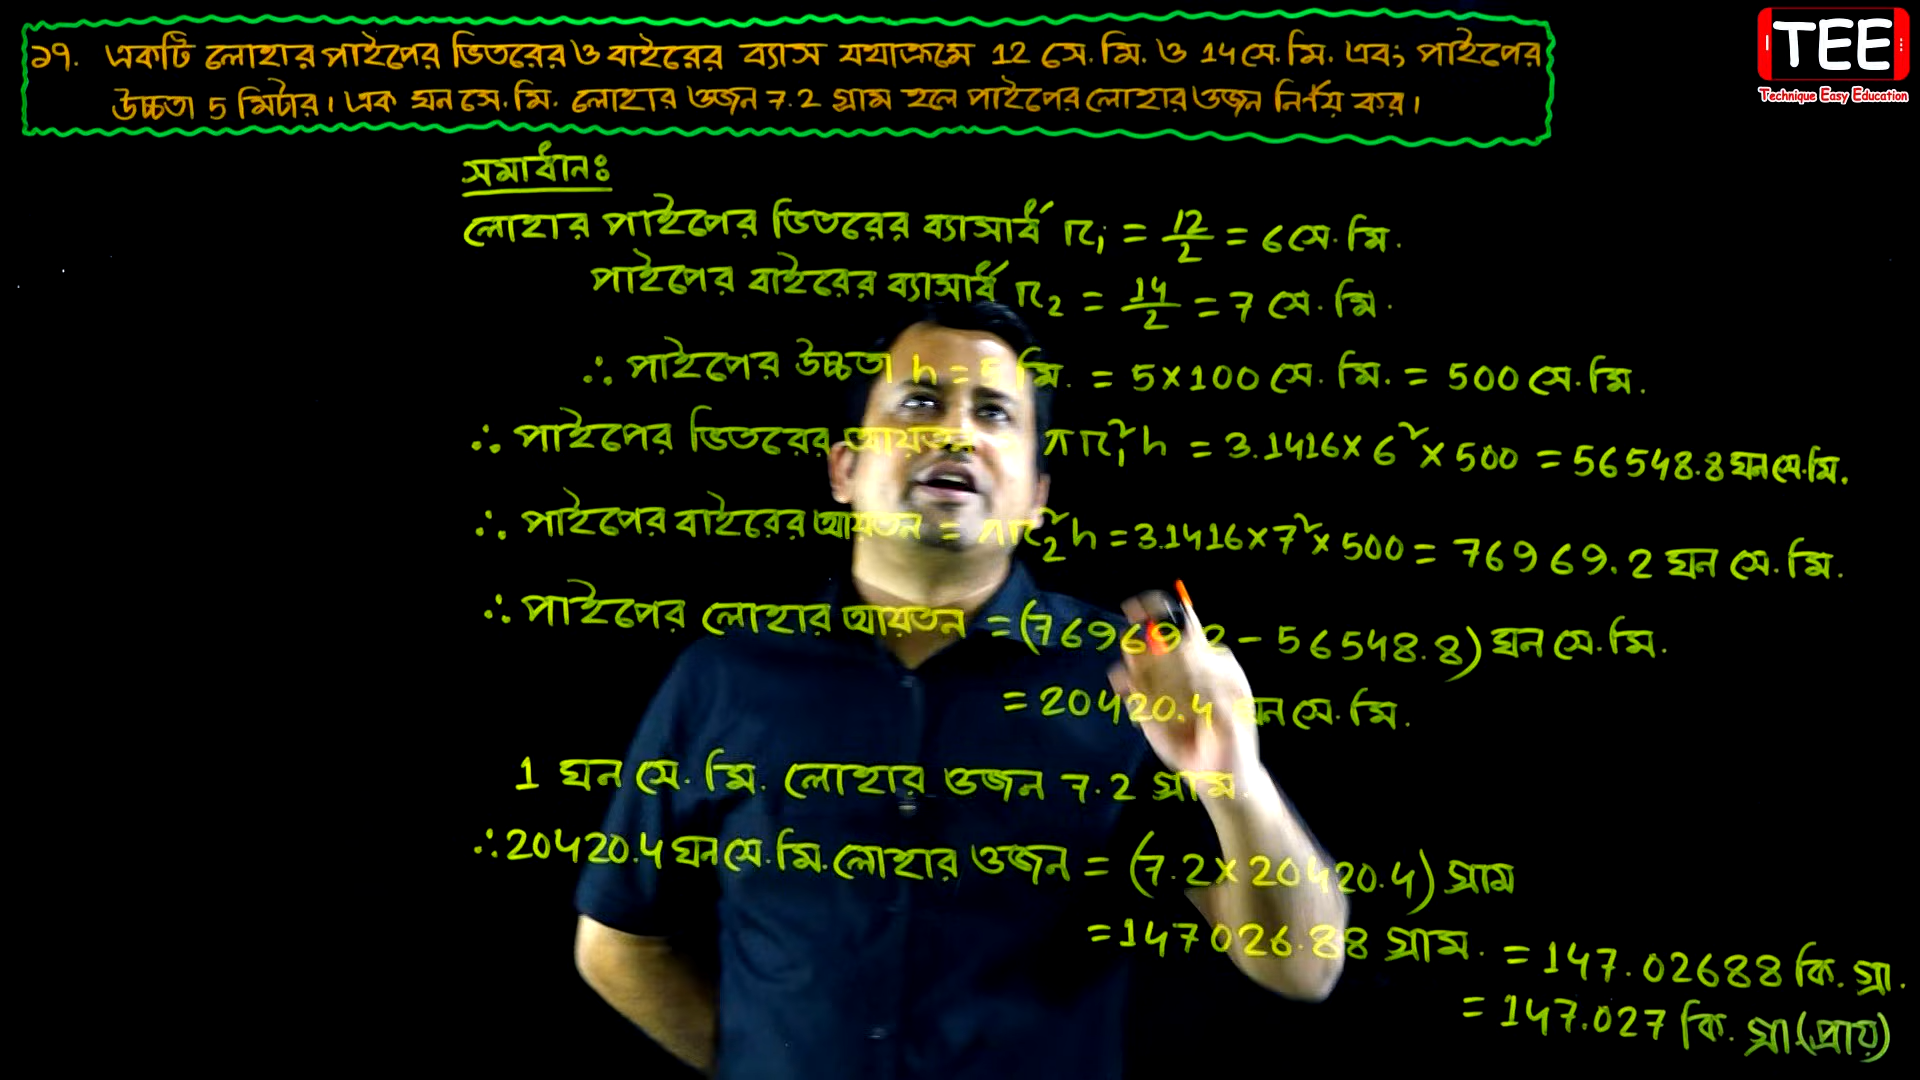 ১৭. একটি লোহার পাইপের ভিতরের ও বাইরের ব্যাস যথাক্রমে 12 সে. মি. ও 14 সে. মি. এবং পাইপের
উচ্চতা 5 মিটার। এক ঘন সে. মি. লোহার ওজন 7.2 গ্রাম হলে পাইপের লোহার ওজন নির্ণয় কর।
TEE
Technique Easy Education
সমাধানঃ
লোহার পাইপের ভিতরের ব্যাসার্ধ r₁ = 12/2 = 6 সে. মি.
পাইপের বাইরের ব্যাসার্ধ r₂ = 14/2 = 7 সে. মি.
∴ পাইপের উচ্চতা h = 5 মি. = 5×100 সে. মি. = 500 সে. মি.
∴ পাইপের ভিতরের আয়তন = πr₁²h = 3.1416× 6²×500 = 56548.8 ঘন সে. মি.
∴ পাইপের বাইরের আয়তন = πr₂²h = 3.1416×7²×500 = 76969.2 ঘন সে. মি.
∴ পাইপের লোহার আয়তন = (76969.2 – 56548.8) ঘন সে. মি.
= 20420.4 ঘন সে. মি.
1 ঘন সে. মি. লোহার ওজন 7.2 গ্রাম.
∴ 20420.4 ঘন সে. মি. লোহার ওজন = (7.2×20420.4) গ্রাম
= 147026.88 গ্রাম. = 147.02688 কি. গ্রা.
= 147.027 কি. গ্রা. (প্রায়)